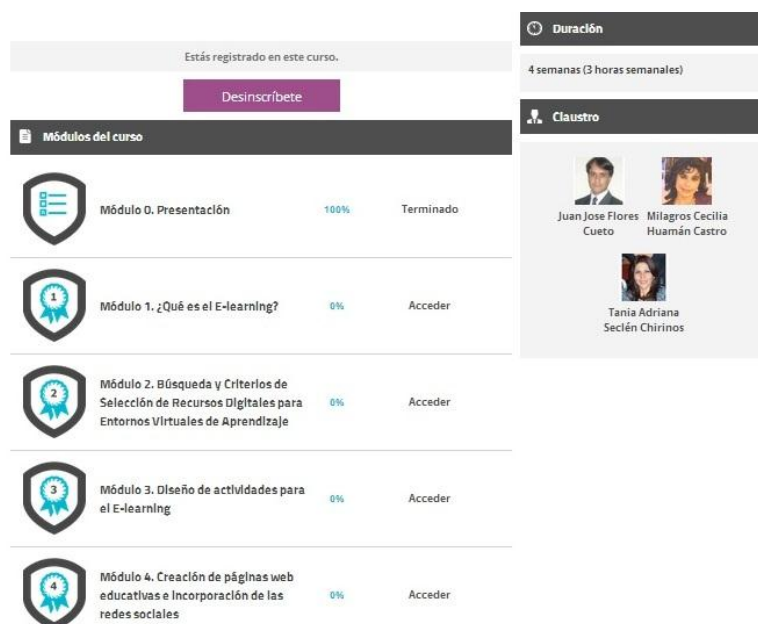 Estás registrado en este curso.
Desinscríbete
Módulos del curso
Módulo 0. Presentación
100%
Terminado
1
Módulo 1. ¿Qué es el E-learning?
0%
Acceder
2
Módulo 2. Búsqueda y Criterios de
Selección de Recursos Digitales para
Entornos Virtuales de Aprendizaje
0%
Acceder
3
Módulo 3. Diseño de actividades para
el E-learning
0%
Acceder
4
Módulo 4. Creación de páginas web
educativas e incorporación de las
redes sociales
0%
Acceder
Duración
4 semanas (3 horas semanales)
Claustro
Juan Jose Flores
Cueto
Milagros Cecilia
Huamán Castro
Tania Adriana
Seclén Chirinos